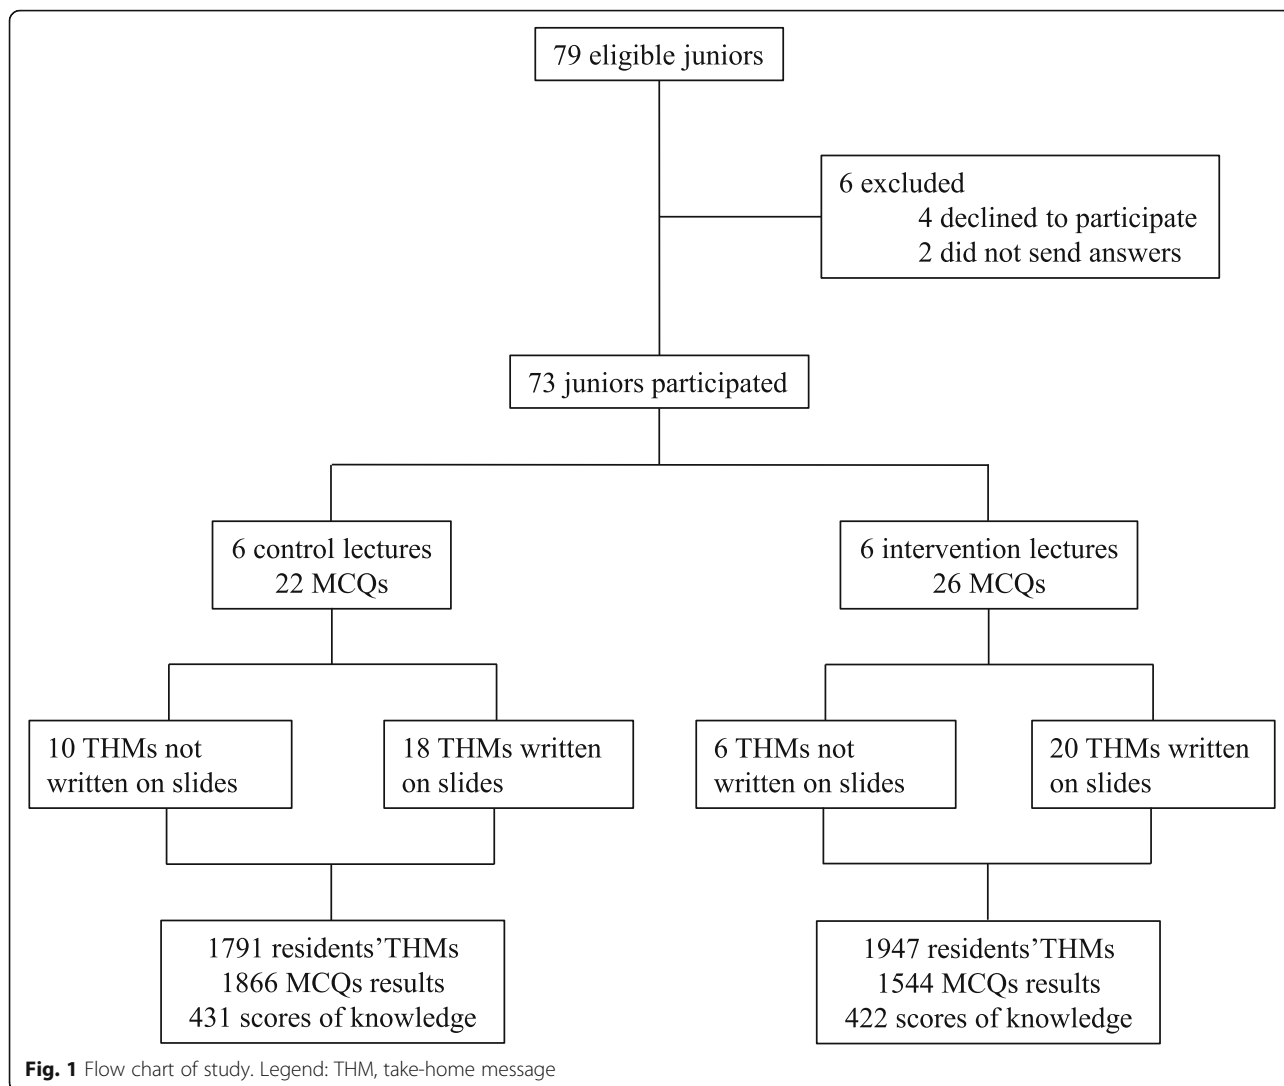 79 eligible juniors
6 excluded
4 declined to participate
2 did not send answers
73 juniors participated
6 control lectures
22 MCQs
6 intervention lectures
26 MCQs
10 THMs not
written on slides
18 THMs written
on slides
6 THMs not
written on slides
20 THMs written
on slides
1791 residents’THMs
1866 MCQs results
431 scores of knowledge
1947 residents’THMs
1544 MCQs results
422 scores of knowledge
Fig. 1 Flow chart of study. Legend: THM, take-home message